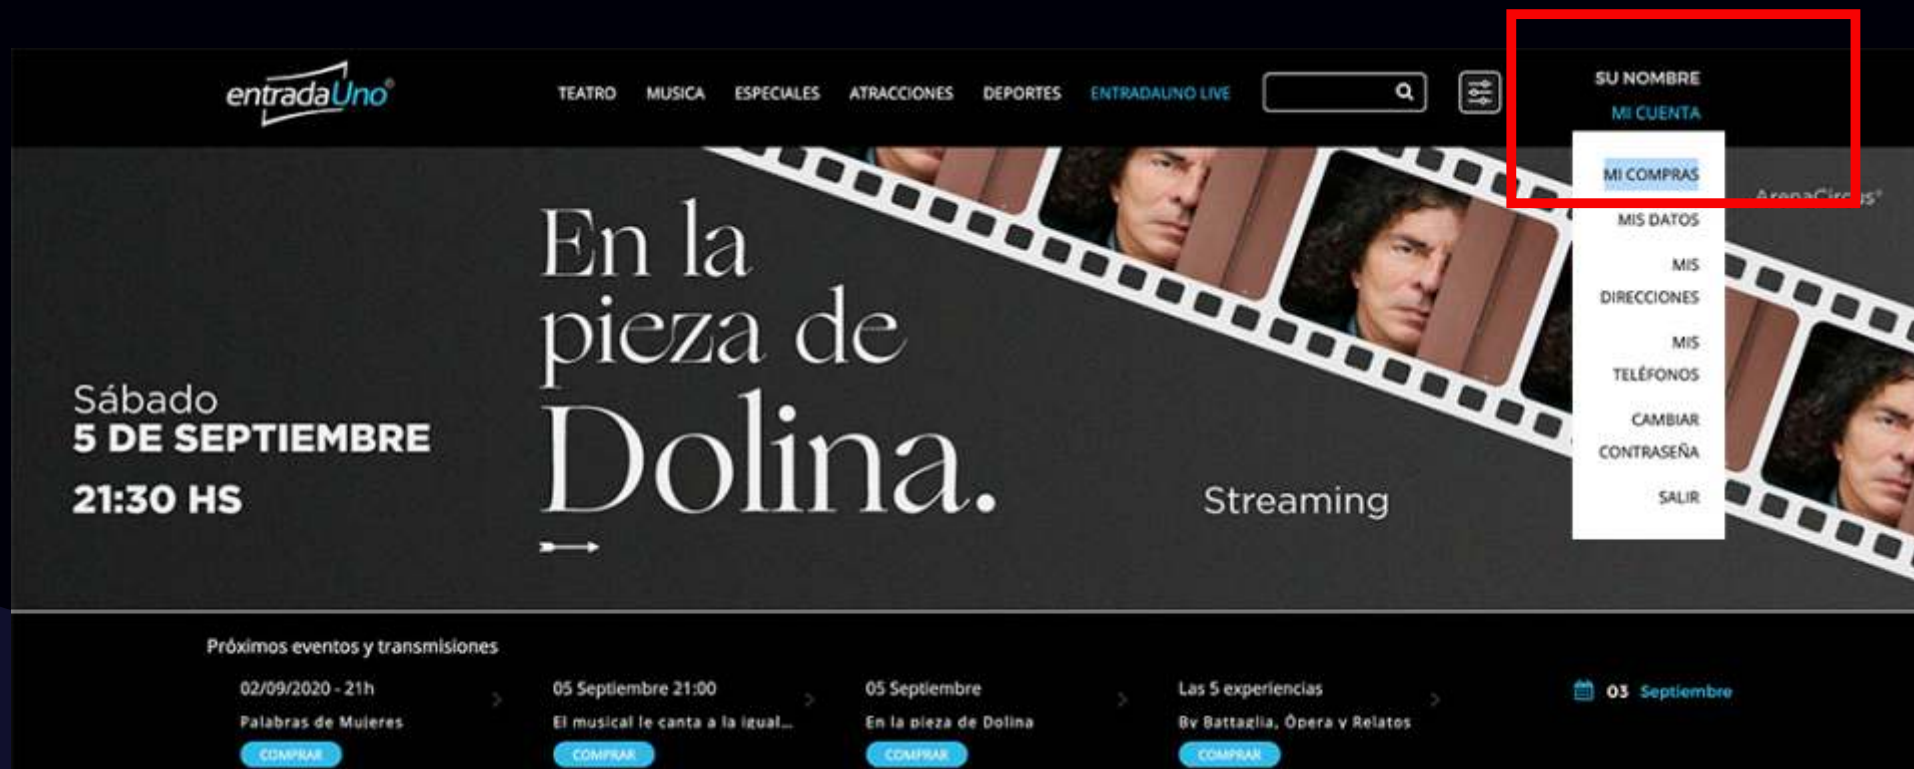 entradaUno®
TEATRO MUSICA ESPECIALES ATRACCIONES DEPORTES ENTRADAUNO LIVE
SU NOMBRE
MI CUENTA
MI COMPRAS
MIS DATOS
MIS
DIRECCIONES
MIS
TELÉFONOS
CAMBIAR
CONTRASEÑA
SALIR
ArenaCircus®
Sábado
5 DE SEPTIEMBRE
21:30 HS
En la
pieza de
Dolina.
Streaming
Próximos eventos y transmisiones
02/09/2020 - 21h
Palabras de Mujeres
COMPRAR
05 Septiembre 21:00
El musical le canta a la igual...
COMPRAR
05 Septiembre
En la pieza de Dolina
COMPRAR
Las 5 experiencias
By Battaglia, Ópera y Relatos
COMPRAR
03 Septiembre